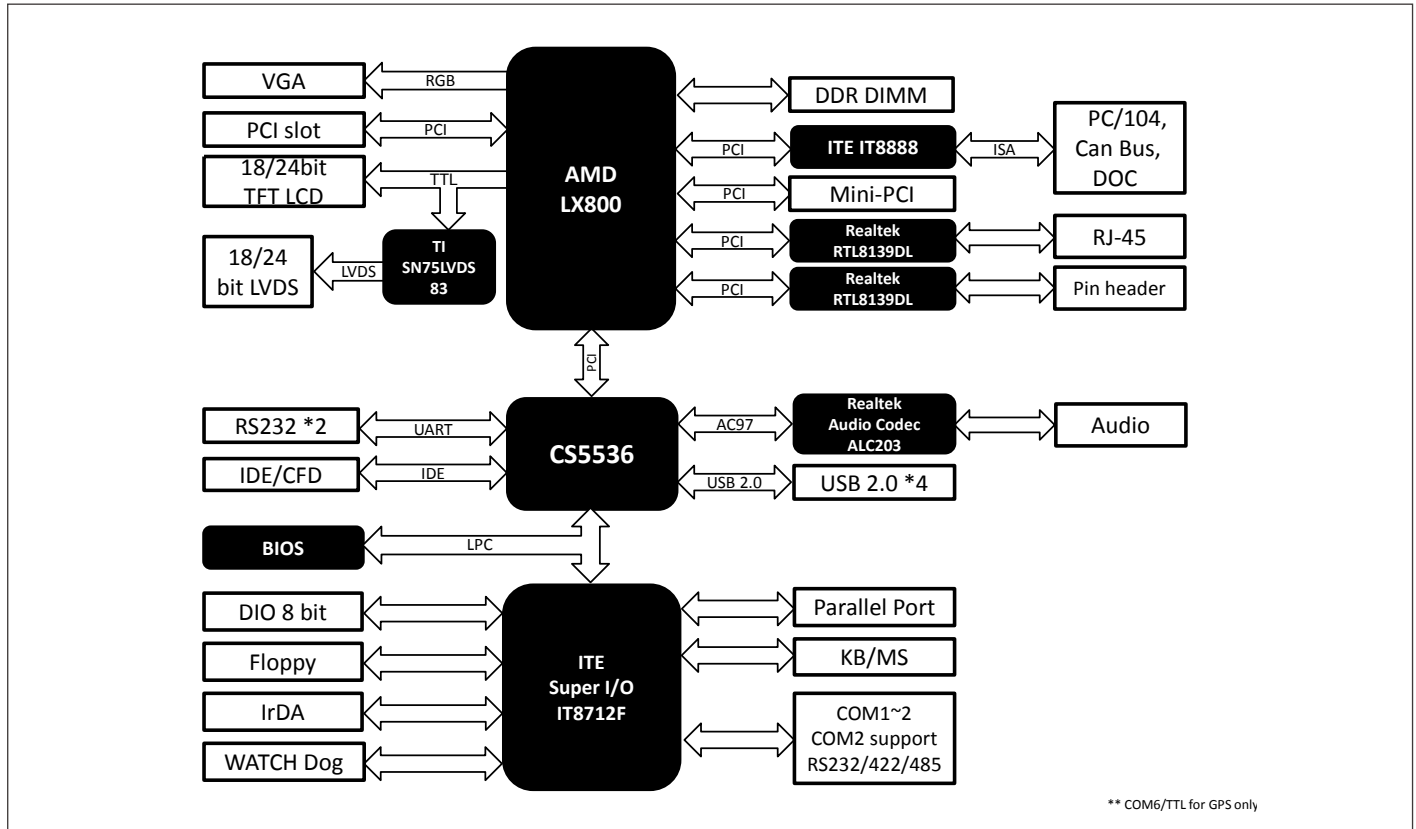 VGA
RGB
PCI slot
PCI
18/24bit
TFT LCD
TTL
18/24
bit LVDS
LVDS
TI
SN75LVDS
83
AMD
LX800
DDR DIMM
PCI
ITE IT8888
ISA
PC/104,
Can Bus,
DOC
PCI
Mini-PCI
PCI
Realtek
RTL8139DL
RJ-45
PCI
Realtek
RTL8139DL
Pin header
PCI
RS232 *2
UART
IDE/CFD
IDE
CS5536
AC97
Realtek
Audio Codec
ALC203
Audio
USB 2.0
USB 2.0 *4
BIOS
LPC
DIO 8 bit
Floppy
IrDA
WATCH Dog
ITE
Super I/O
IT8712F
Parallel Port
KB/MS
COM1~2
COM2 support
RS232/422/485
** COM6/TTL for GPS only